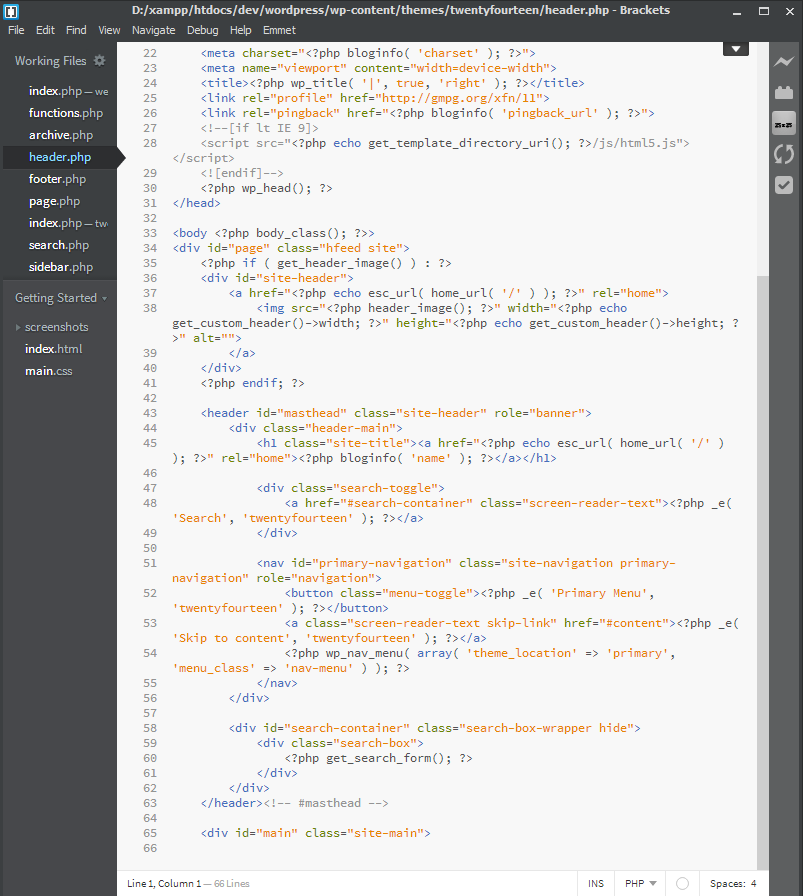 D:/xampp/htdocs/dev/wordpress/wp-content/themes/twentyfourteen/header.php - Brackets
File Edit Find View Navigate Debug Help Emmet
Working Files
index.php — we
functions.php
archive.php
header.php
footer.php
page.php
index.php — tw
search.php
sidebar.php
Getting Started
screenshots
index.html
main.css
22 <meta charset="<?php bloginfo( 'charset' ); ?>">
23 <meta name="viewport" content="width=device-width">
24 <title><?php wp_title( '|', true, 'right' ); ?></title>
25 <link rel="profile" href="http://gmpg.org/xfn/11">
26 <link rel="pingback" href="<?php bloginfo( 'pingback_url' ); ?>">
27 <!--[if lt IE 9]>
28 <script src="<?php echo get_template_directory_uri(); ?>/js/html5.js">
</script>
29 <![endif]-->
30 <?php wp_head(); ?>
31 </head>
32
33 <body <?php body_class(); ?>>
34 <div id="page" class="hfeed site">
35 <?php if ( get_header_image() ) : ?>
36 <div id="site-header">
37 <a href="<?php echo esc_url( home_url( '/' ) ); ?>" rel="home">
38 <img src="<?php header_image(); ?>" width="<?php echo
get_custom_header()->width; ?>" height="<?php echo get_custom_header()->height; ?
>" alt="">
39 </a>
40 </div>
41 <?php endif; ?>
42
43 <header id="masthead" class="site-header" role="banner">
44 <div class="header-main">
45 <h1 class="site-title"><a href="<?php echo esc_url( home_url( '/' )
); ?>" rel="home"><?php bloginfo( 'name' ); ?></a></h1>
46
47 <div class="search-toggle">
48 <a href="#search-container" class="screen-reader-text"><?php _e(
'Search', 'twentyfourteen' ); ?></a>
49 </div>
50
51 <nav id="primary-navigation" class="site-navigation primary-
navigation" role="navigation">
52 <button class="menu-toggle"><?php _e( 'Primary Menu',
'twentyfourteen' ); ?></button>
53 <a class="screen-reader-text skip-link" href="#content"><?php _e(
'Skip to content', 'twentyfourteen' ); ?></a>
54 <?php wp_nav_menu( array( 'theme_location' => 'primary',
'menu_class' => 'nav-menu' ) ); ?>
55 </nav>
56 </div>
57
58 <div id="search-container" class="search-box-wrapper hide">
59 <div class="search-box">
60 <?php get_search_form(); ?>
61 </div>
62 </div>
63 </header><!-- #masthead -->
64
65 <div id="main" class="site-main">
66
Line 1, Column 1 — 66 Lines
INS PHP Spaces: 4